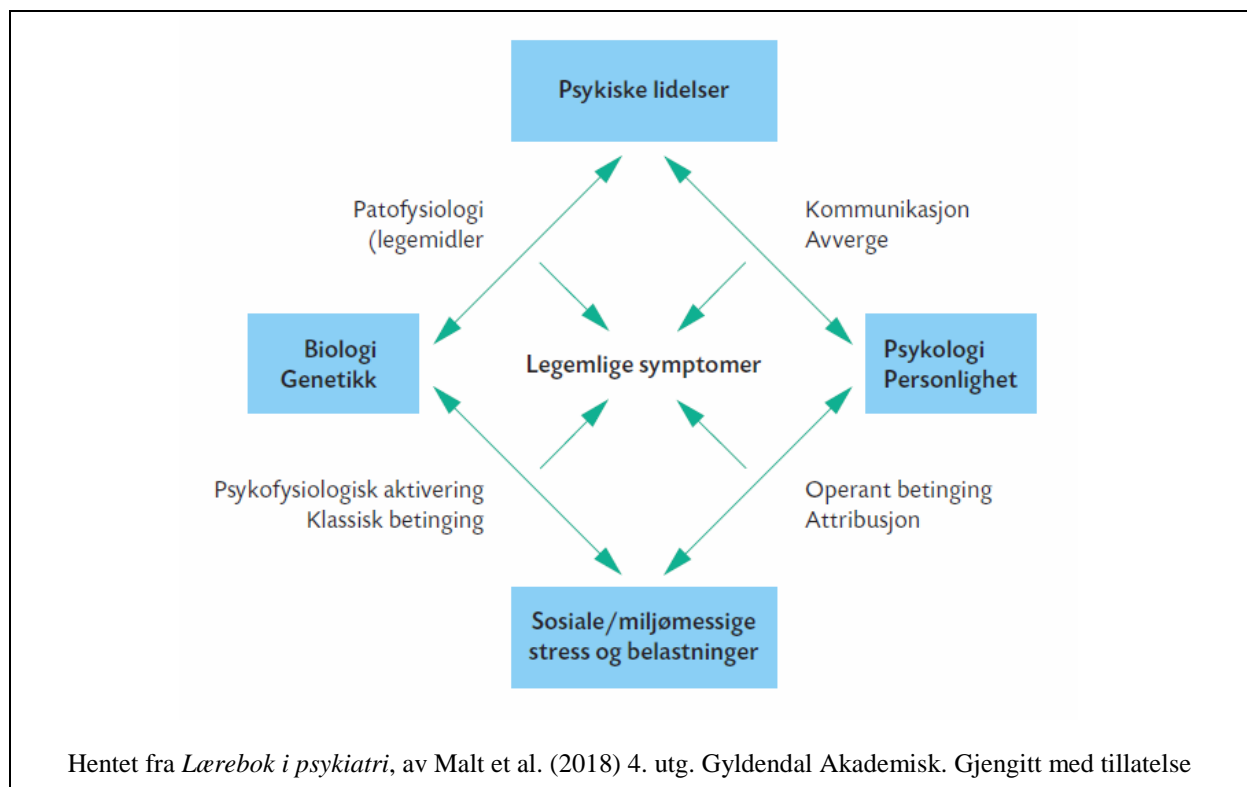 Psykiske lidelser
Patofysiologi
(legemidler
Kommunikasjon
Avverge
Biologi
Genetikk
Legemlige symptomer
Psykologi
Personlighet
Psykofysiologisk aktivering
Klassisk betinging
Operant betinging
Attribusjon
Sosiale/miljømessige
stress og belastninger
Hentet fra Lærebok i psykiatri, av Malt et al. (2018) 4. utg. Gyldendal Akademisk. Gjengitt med tillatelse